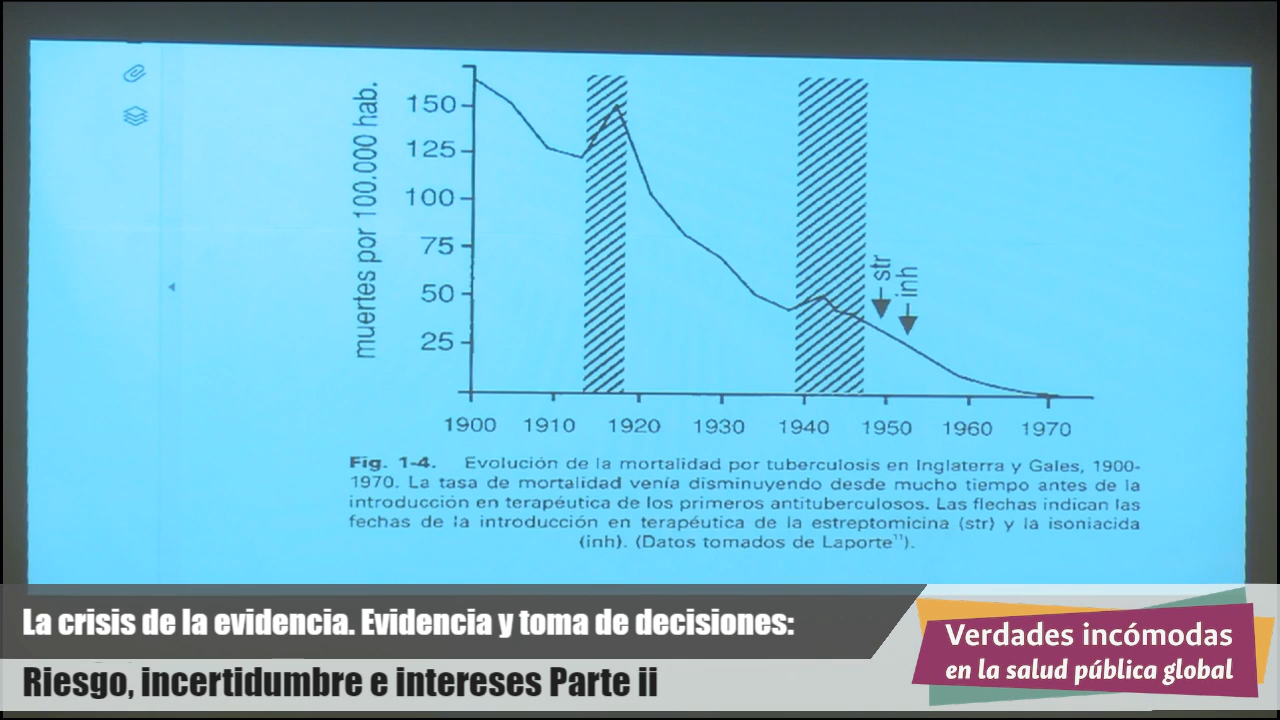 muertes por 100.000 hab.
150
125
100
75
50
25
str
inh
1900 1910 1920 1930 1940 1950 1960 1970
Fig. 1-4. Evolución de la mortalidad por tuberculosis en Inglaterra y Gales, 1900-
1970. La tasa de mortalidad venía disminuyendo desde mucho tiempo antes de la
introducción en terapéutica de los primeros antituberculosos. Las flechas indican las
fechas de la introducción en terapéutica de la estreptomicina (str) y la isoniacida
(inh). (Datos tomados de Laporte¹¹).
La crisis de la evidencia. Evidencia y toma de decisiones:
Riesgo, incertidumbre e intereses Parte ii
Verdades incómodas
en la salud pública global